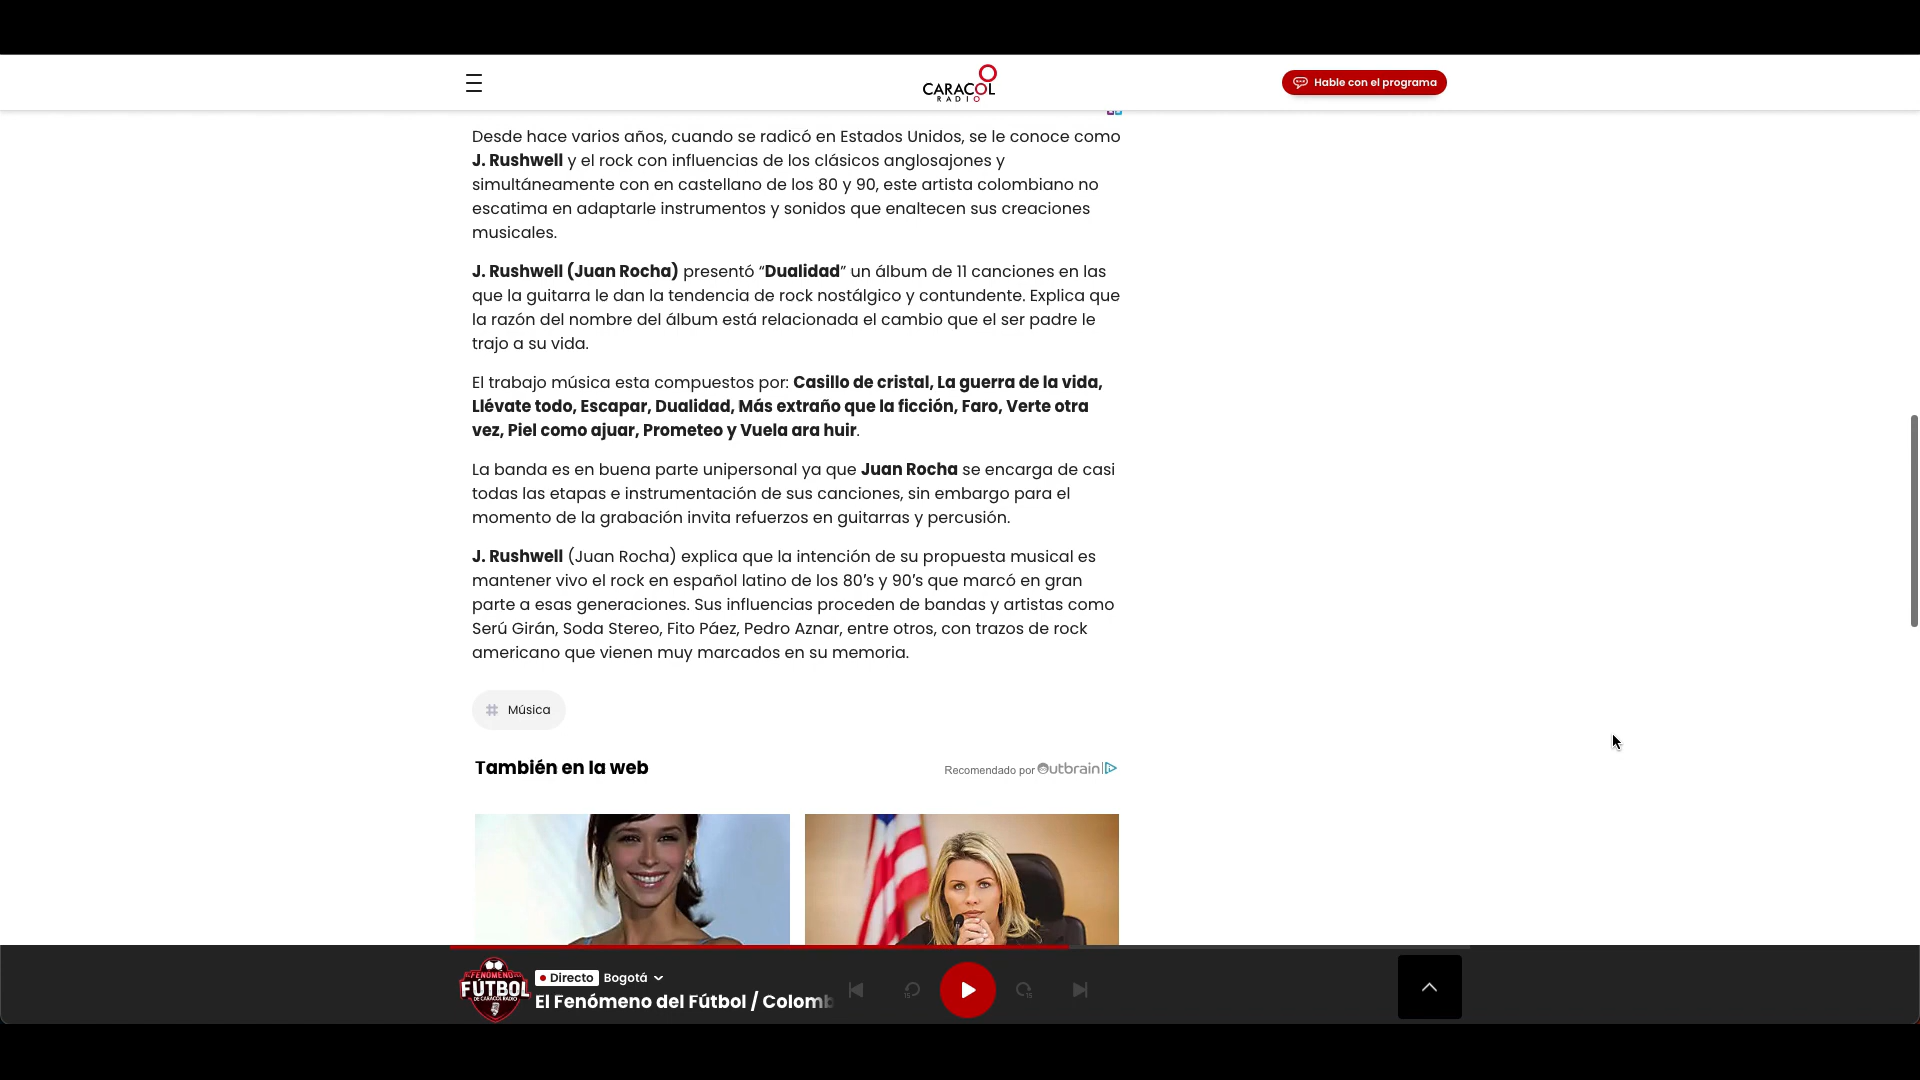 CARACOL
RADIO
Hable con el programa
Desde hace varios años, cuando se radicó en Estados Unidos, se le conoce como
J. Rushwell y el rock con influencias de los clásicos anglosajones y
simultáneamente con en castellano de los 80 y 90, este artista colombiano no
escatima en adaptarle instrumentos y sonidos que enaltecen sus creaciones
musicales.
J. Rushwell (Juan Rocha) presentó “Dualidad” un álbum de 11 canciones en las
que la guitarra le dan la tendencia de rock nostálgico y contundente. Explica que
la razón del nombre del álbum está relacionada el cambio que el ser padre le
trajo a su vida.
El trabajo música esta compuestos por: Casillo de cristal, La guerra de la vida,
Llévate todo, Escapar, Dualidad, Más extraño que la ficción, Faro, Verte otra
vez, Piel como ajuar, Prometeo y Vuela ara huir.
La banda es en buena parte unipersonal ya que Juan Rocha se encarga de casi
todas las etapas e instrumentación de sus canciones, sin embargo para el
momento de la grabación invita refuerzos en guitarras y percusión.
J. Rushwell (Juan Rocha) explica que la intención de su propuesta musical es
mantener vivo el rock en español latino de los 80’s y 90’s que marcó en gran
parte a esas generaciones. Sus influencias proceden de bandas y artistas como
Serú Girán, Soda Stereo, Fito Páez, Pedro Aznar, entre otros, con trazos de rock
americano que vienen muy marcados en su memoria.
# Música
También en la web
Recomendado por Outbrain
EL FENÓMENO DEL
FÚTBOL
DE CARACOL RADIO
Directo Bogotá
El Fenómeno del Fútbol / Colomb
15
15